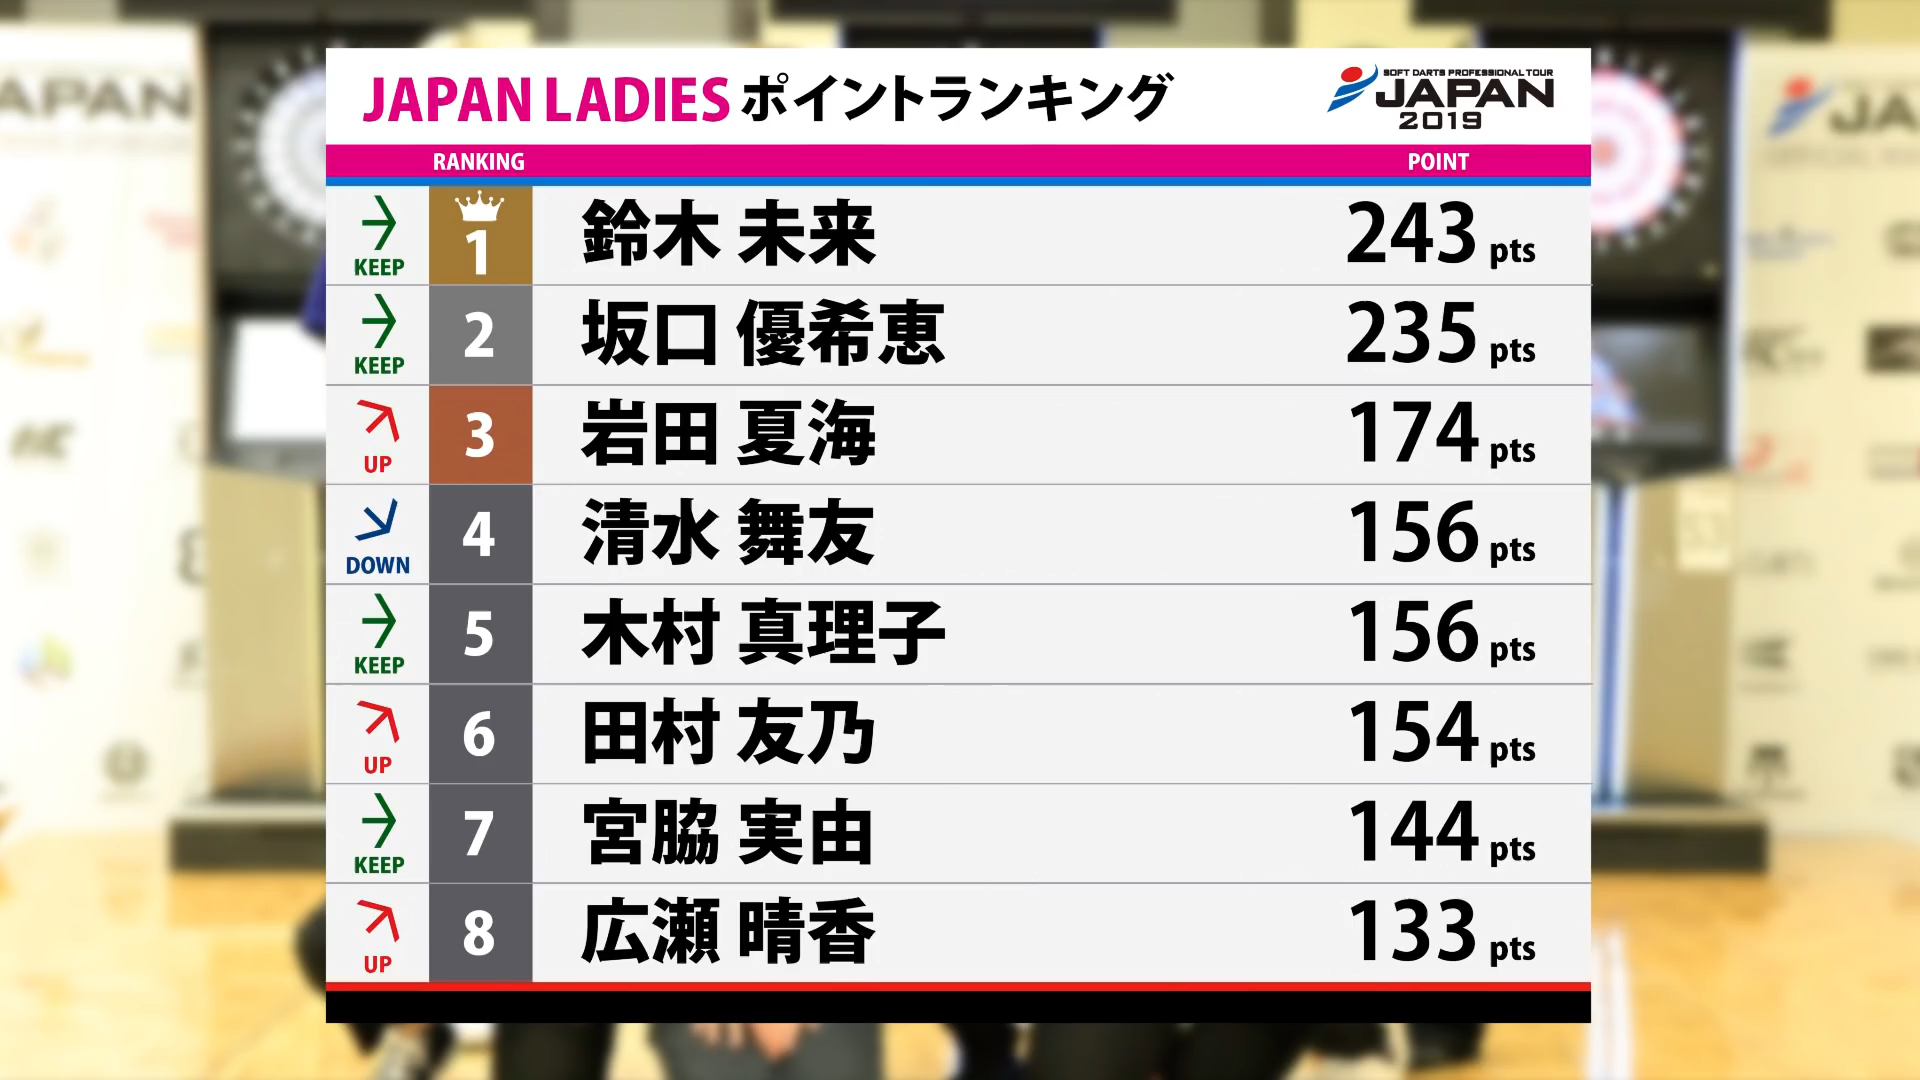 JAPAN LADIES ポイントランキング
SOFT DARTS PROFESSIONAL TOUR
JAPAN
2019
RANKING POINT
KEEP 1 鈴木 未来 243 pts
KEEP 2 坂口 優希恵 235 pts
UP 3 岩田 夏海 174 pts
DOWN 4 清水 舞友 156 pts
KEEP 5 木村 真理子 156 pts
UP 6 田村 友乃 154 pts
KEEP 7 宮脇 実由 144 pts
UP 8 広瀬 晴香 133 pts
JAPAN